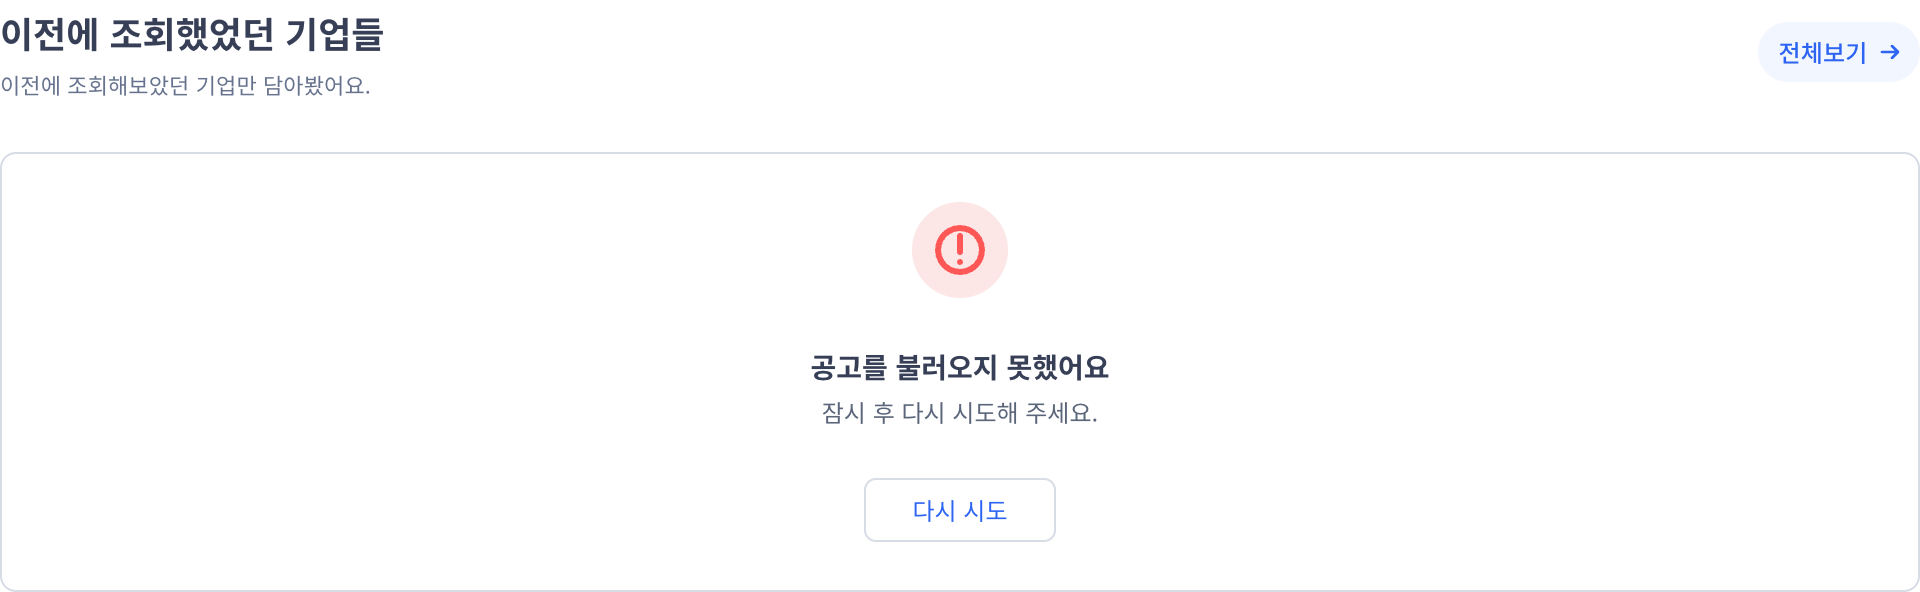 이전에 조회했었던 기업들
이전에 조회해보았던 기업만 담아봤어요.
전체보기 →
공고를 불러오지 못했어요
잠시 후 다시 시도해 주세요.
다시 시도